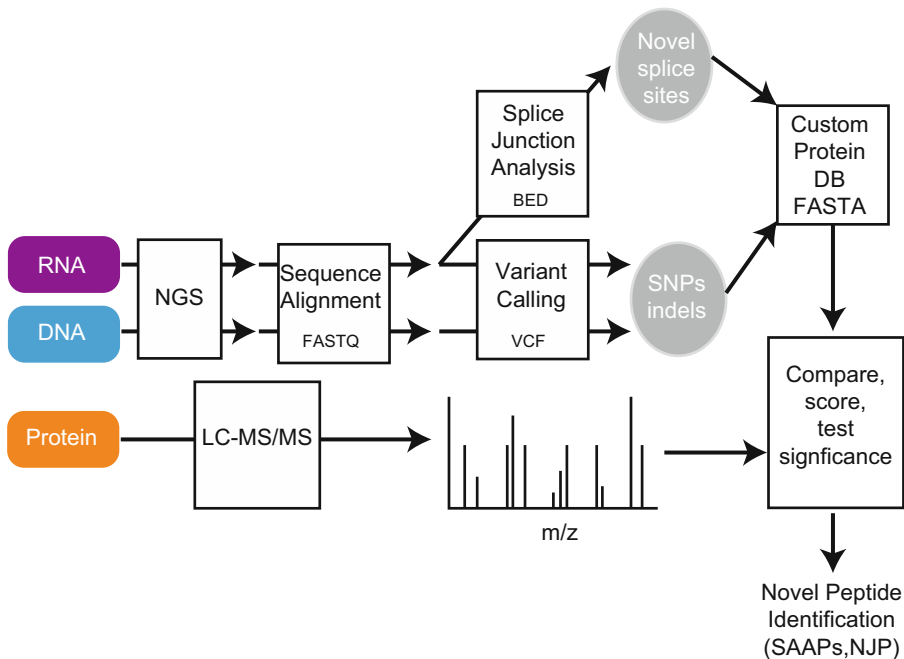 Novel
splice
sites
Splice
Junction
Analysis
BED
Custom
Protein
DB
FASTA
RNA
DNA
NGS
Sequence
Alignment
FASTQ
Variant
Calling
VCF
SNPs
indels
Protein
LC-MS/MS
m/z
Compare,
score,
test
signficance
Novel Peptide
Identification
(SAAPs,NJP)